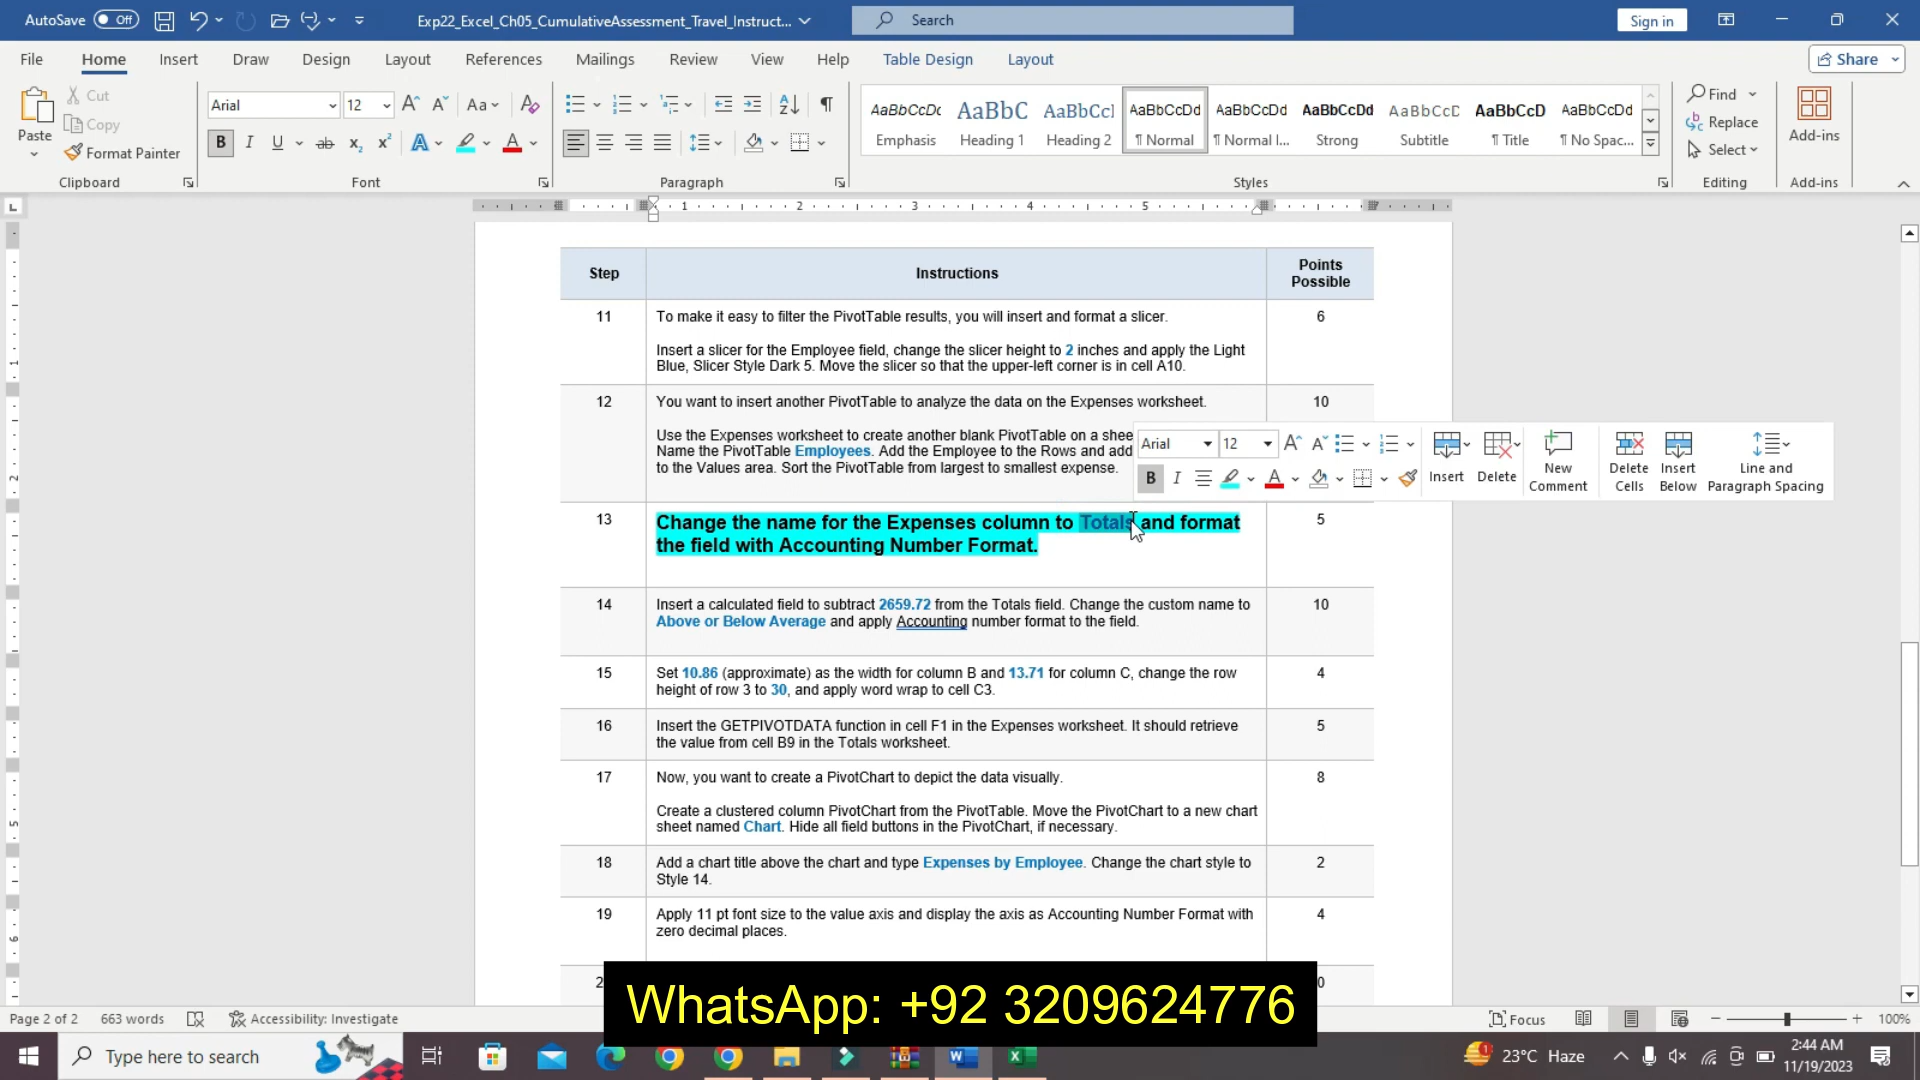 AutoSave Off Exp22_Excel_Ch05_CumulativeAssessment_Travel_Instruct... Search Sign in
File Home Insert Draw Design Layout References Mailings Review View Help Table Design Layout Share
Paste Cut Copy Format Painter Clipboard
Arial 12 Aa B I U ab x₂ x² A A Font
Paragraph
AaBbCcDc Emphasis
AaBbC Heading 1
AaBbCcI Heading 2
AaBbCcDd ¶ Normal
AaBbCcDd ¶ Normal I...
AaBbCcDd Strong
AaBbCcD Subtitle
AaBbCcD ¶ Title
AaBbCcDd ¶ No Spac...
Styles
Find Replace Select Editing
Add-ins Add-ins
1 2 3 4 5
Step Instructions Points Possible
11 To make it easy to filter the PivotTable results, you will insert and format a slicer. 6
Insert a slicer for the Employee field, change the slicer height to 2 inches and apply the Light
Blue, Slicer Style Dark 5. Move the slicer so that the upper-left corner is in cell A10.
12 You want to insert another PivotTable to analyze the data on the Expenses worksheet. 10
Use the Expenses worksheet to create another blank PivotTable on a shee
Name the PivotTable Employees. Add the Employee to the Rows and add
to the Values area. Sort the PivotTable from largest to smallest expense.
Arial 12 B I A Insert Delete New Comment Delete Cells Insert Below Line and Paragraph Spacing
13 Change the name for the Expenses column to Totals and format 5
the field with Accounting Number Format.
14 Insert a calculated field to subtract 2659.72 from the Totals field. Change the custom name to 10
Above or Below Average and apply Accounting number format to the field.
15 Set 10.86 (approximate) as the width for column B and 13.71 for column C, change the row 4
height of row 3 to 30, and apply word wrap to cell C3.
16 Insert the GETPIVOTDATA function in cell F1 in the Expenses worksheet. It should retrieve 5
the value from cell B9 in the Totals worksheet.
17 Now, you want to create a PivotChart to depict the data visually. 8
Create a clustered column PivotChart from the PivotTable. Move the PivotChart to a new chart
sheet named Chart. Hide all field buttons in the PivotChart, if necessary.
18 Add a chart title above the chart and type Expenses by Employee. Change the chart style to 2
Style 14.
19 Apply 11 pt font size to the value axis and display the axis as Accounting Number Format with 4
zero decimal places.
WhatsApp: +92 3209624776
Page 2 of 2 663 words Accessibility: Investigate Focus 100%
Type here to search 23°C Haze 2:44 AM
11/19/2023